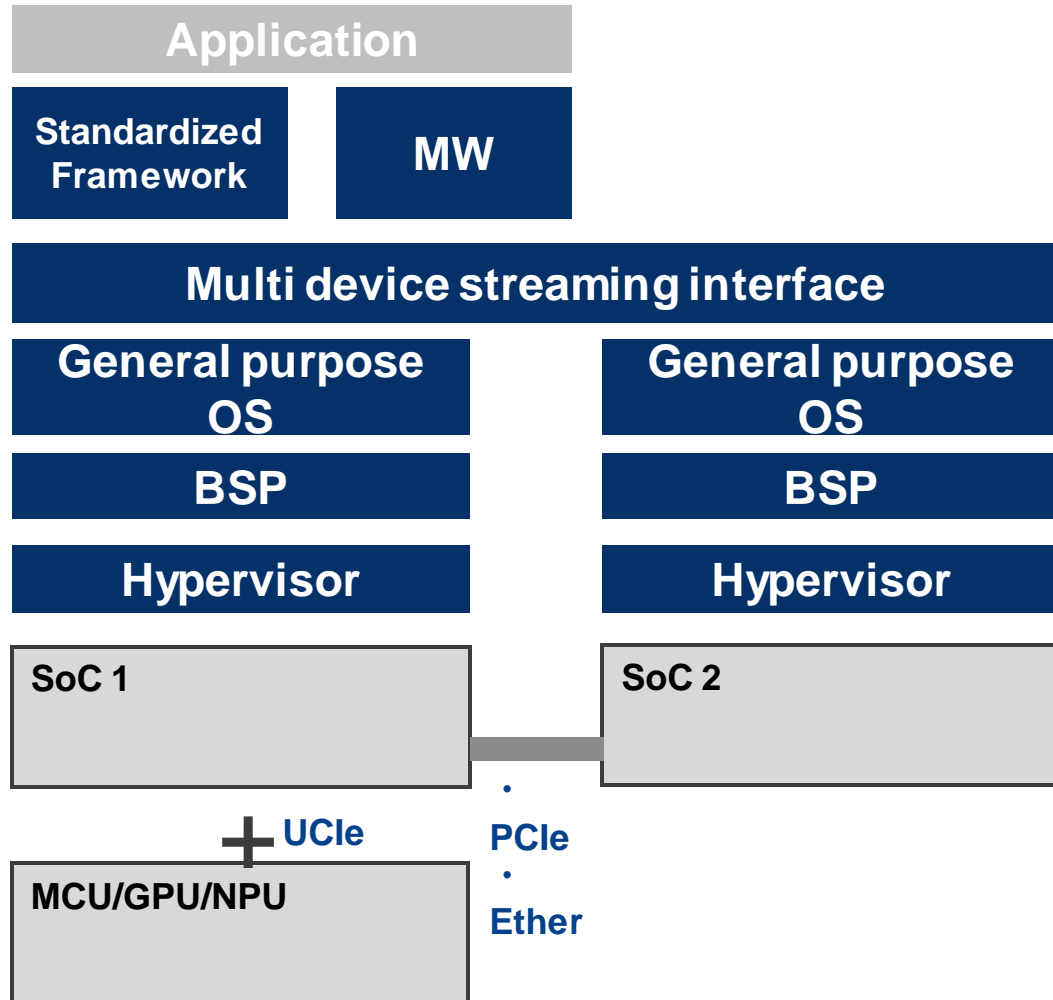 Application
Standardized
Framework
MW
Multi device streaming interface
General purpose
OS
General purpose
OS
BSP
BSP
Hypervisor
Hypervisor
SoC 1
SoC 2
UCIe
・
PCIe
・
Ether
MCU/GPU/NPU